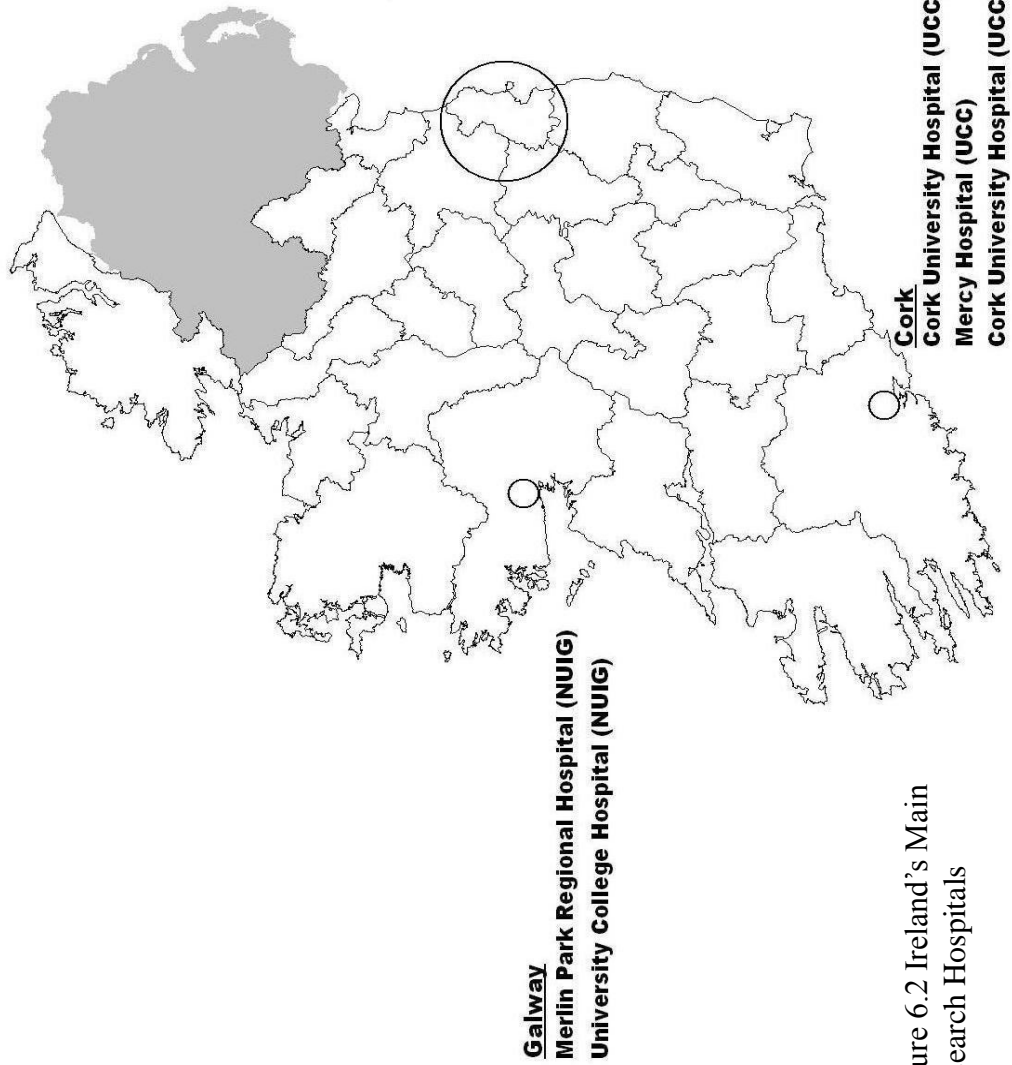 Galway
Merlin Park Regional Hospital (NUIG)
University College Hospital (NUIG)
Cork
Cork University Hospital (UCC
Mercy Hospital (UCC)
Cork University Hospital (UCC
ure 6.2 Ireland’s Main
earch Hospitals